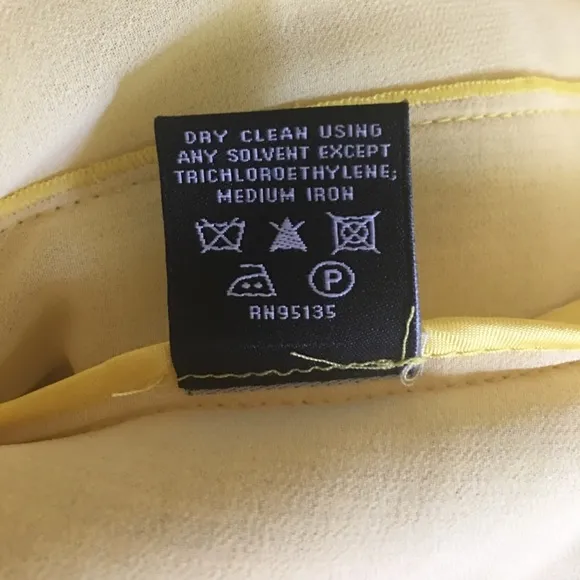 DRY CLEAN USING
ANY SOLVENT EXCEPT
TRICHLOROETHYLENE;
MEDIUM IRON
P
RN95135